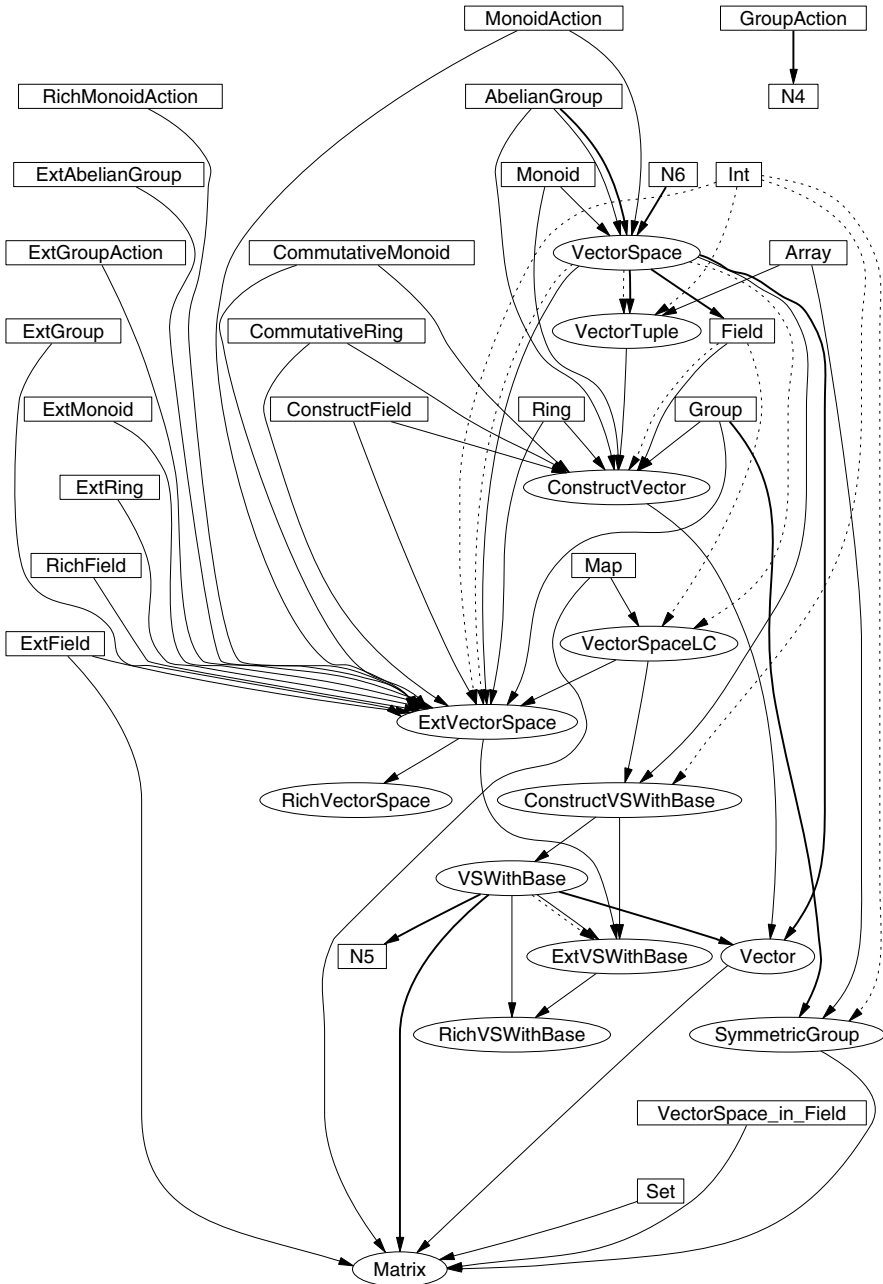 MonoidAction
GroupAction
RichMonoidAction
AbelianGroup
N4
ExtAbelianGroup
Monoid
N6
Int
ExtGroupAction
CommutativeMonoid
VectorSpace
Array
ExtGroup
CommutativeRing
VectorTuple
Field
ExtMonoid
ConstructField
Ring
Group
ExtRing
ConstructVector
RichField
Map
ExtField
VectorSpaceLC
ExtVectorSpace
RichVectorSpace
ConstructVSWithBase
VSWithBase
N5
ExtVSWithBase
Vector
RichVSWithBase
SymmetricGroup
VectorSpace_in_Field
Set
Matrix